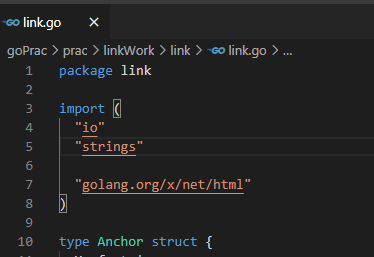 GO link.go
goPrac > prac > linkWork > link > GO link.go > ...
1 package link
2
3 import (
4 "io"
5 "strings"
6
7 "golang.org/x/net/html"
8 )
9
10 type Anchor struct {